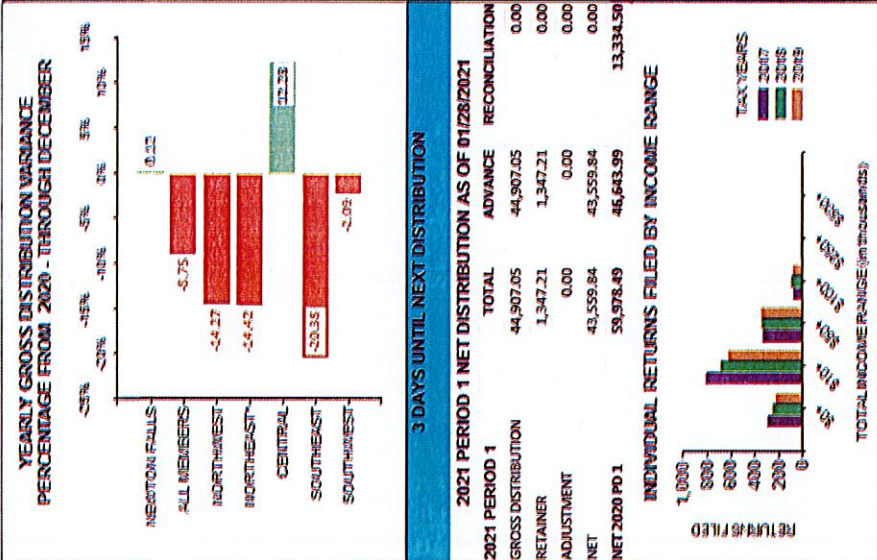 YEARLY GROSS DISTRIBUTION VARIANCE
PERCENTAGE FROM 2020 - THROUGH DECEMBER
-25% -20% -15% -10% -5% 0% 5% 10% 15%
NEWTON FALLS
ALL MEMBERS -8.75
NORTHWEST -14.27
NORTHEAST -14.42
CENTRAL
SOUTHEAST -20.35
SOUTHWEST -2.09
3 DAYS UNTIL NEXT DISTRIBUTION
2021 PERIOD 1 NET DISTRIBUTION AS OF 01/28/2021
2021 PERIOD 1 TOTAL ADVANCE RECONCILIATION
GROSS DISTRIBUTION 44,907.05 44,907.05 0.00
RETAINER 1,347.21 1,347.21 0.00
ADJUSTMENT 0.00 0.00 0.00
NET 43,559.84 43,559.84 0.00
NET 2020 PD 1 59,978.49 46,643.99 13,334.50
INDIVIDUAL RETURNS FILED BY INCOME RANGE
RETURNS FILED
1,000
800
600
400
200
0
$0+ $10+ $50+ $100+ $250+ $500+
TOTAL INCOME RANGE (in thousands)
TAX YEARS
2017
2018
2019